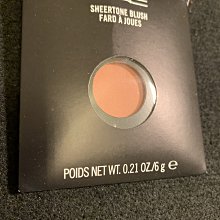 SHEERTONE BLUSH
FARD À JOUES
POIDS NET WT. 0.21 OZ./6 g ℮